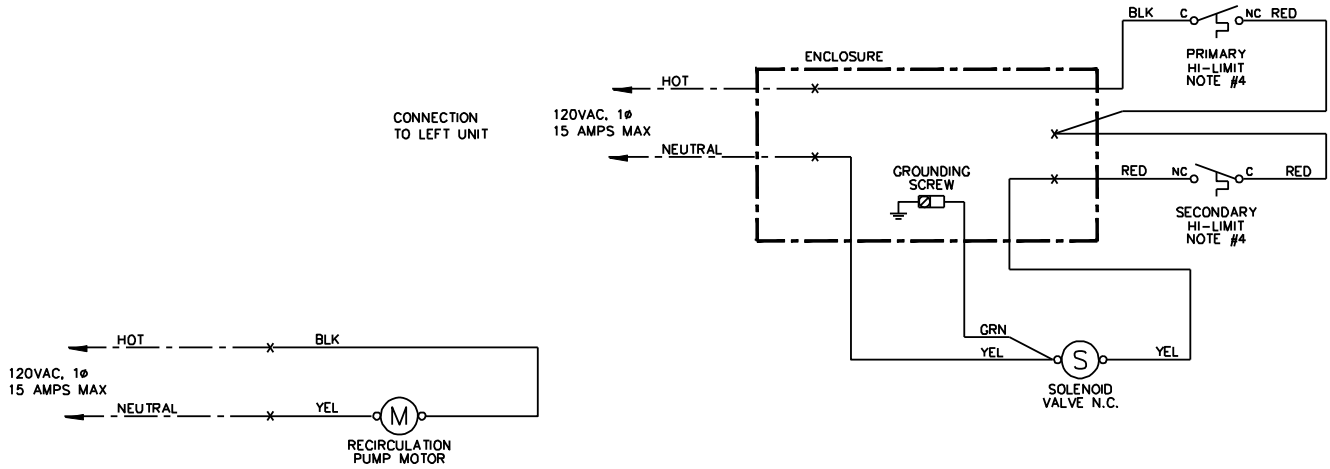 BLK C NC RED
PRIMARY
HI-LIMIT
NOTE #4
ENCLOSURE
HOT
CONNECTION
TO LEFT UNIT
120VAC, 1ø
15 AMPS MAX
NEUTRAL
GROUNDING
SCREW
RED NC C RED
SECONDARY
HI-LIMIT
NOTE #4
GRN
YEL S YEL
SOLENOID
VALVE N.C.
HOT BLK
120VAC, 1ø
15 AMPS MAX
NEUTRAL YEL M
RECIRCULATION
PUMP MOTOR